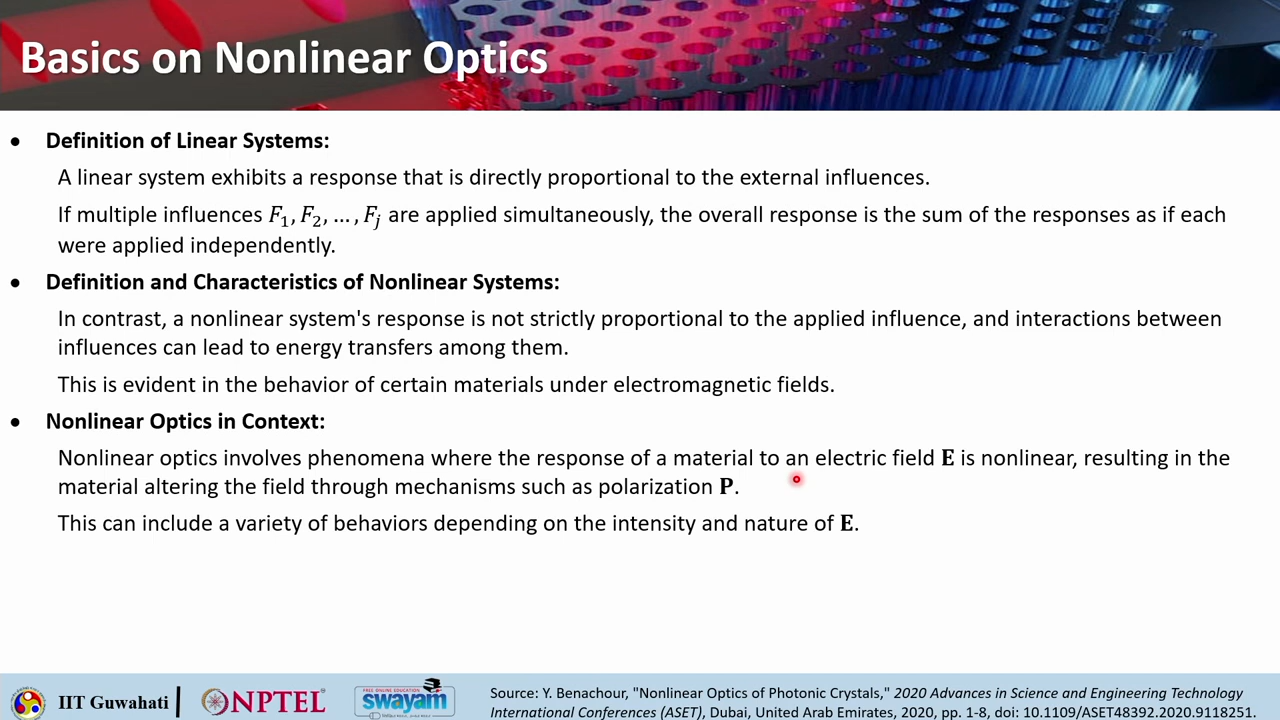 Basics on Nonlinear Optics
• Definition of Linear Systems:
A linear system exhibits a response that is directly proportional to the external influences.
If multiple influences F₁, F₂, … , Fⱼ are applied simultaneously, the overall response is the sum of the responses as if each
were applied independently.
• Definition and Characteristics of Nonlinear Systems:
In contrast, a nonlinear system's response is not strictly proportional to the applied influence, and interactions between
influences can lead to energy transfers among them.
This is evident in the behavior of certain materials under electromagnetic fields.
• Nonlinear Optics in Context:
Nonlinear optics involves phenomena where the response of a material to an electric field E is nonlinear, resulting in the
material altering the field through mechanisms such as polarization P.
This can include a variety of behaviors depending on the intensity and nature of E.
IIT Guwahati
NPTEL
FREE ONLINE EDUCATION
swayam
Source: Y. Benachour, "Nonlinear Optics of Photonic Crystals," 2020 Advances in Science and Engineering Technology
International Conferences (ASET), Dubai, United Arab Emirates, 2020, pp. 1-8, doi: 10.1109/ASET48392.2020.9118251.